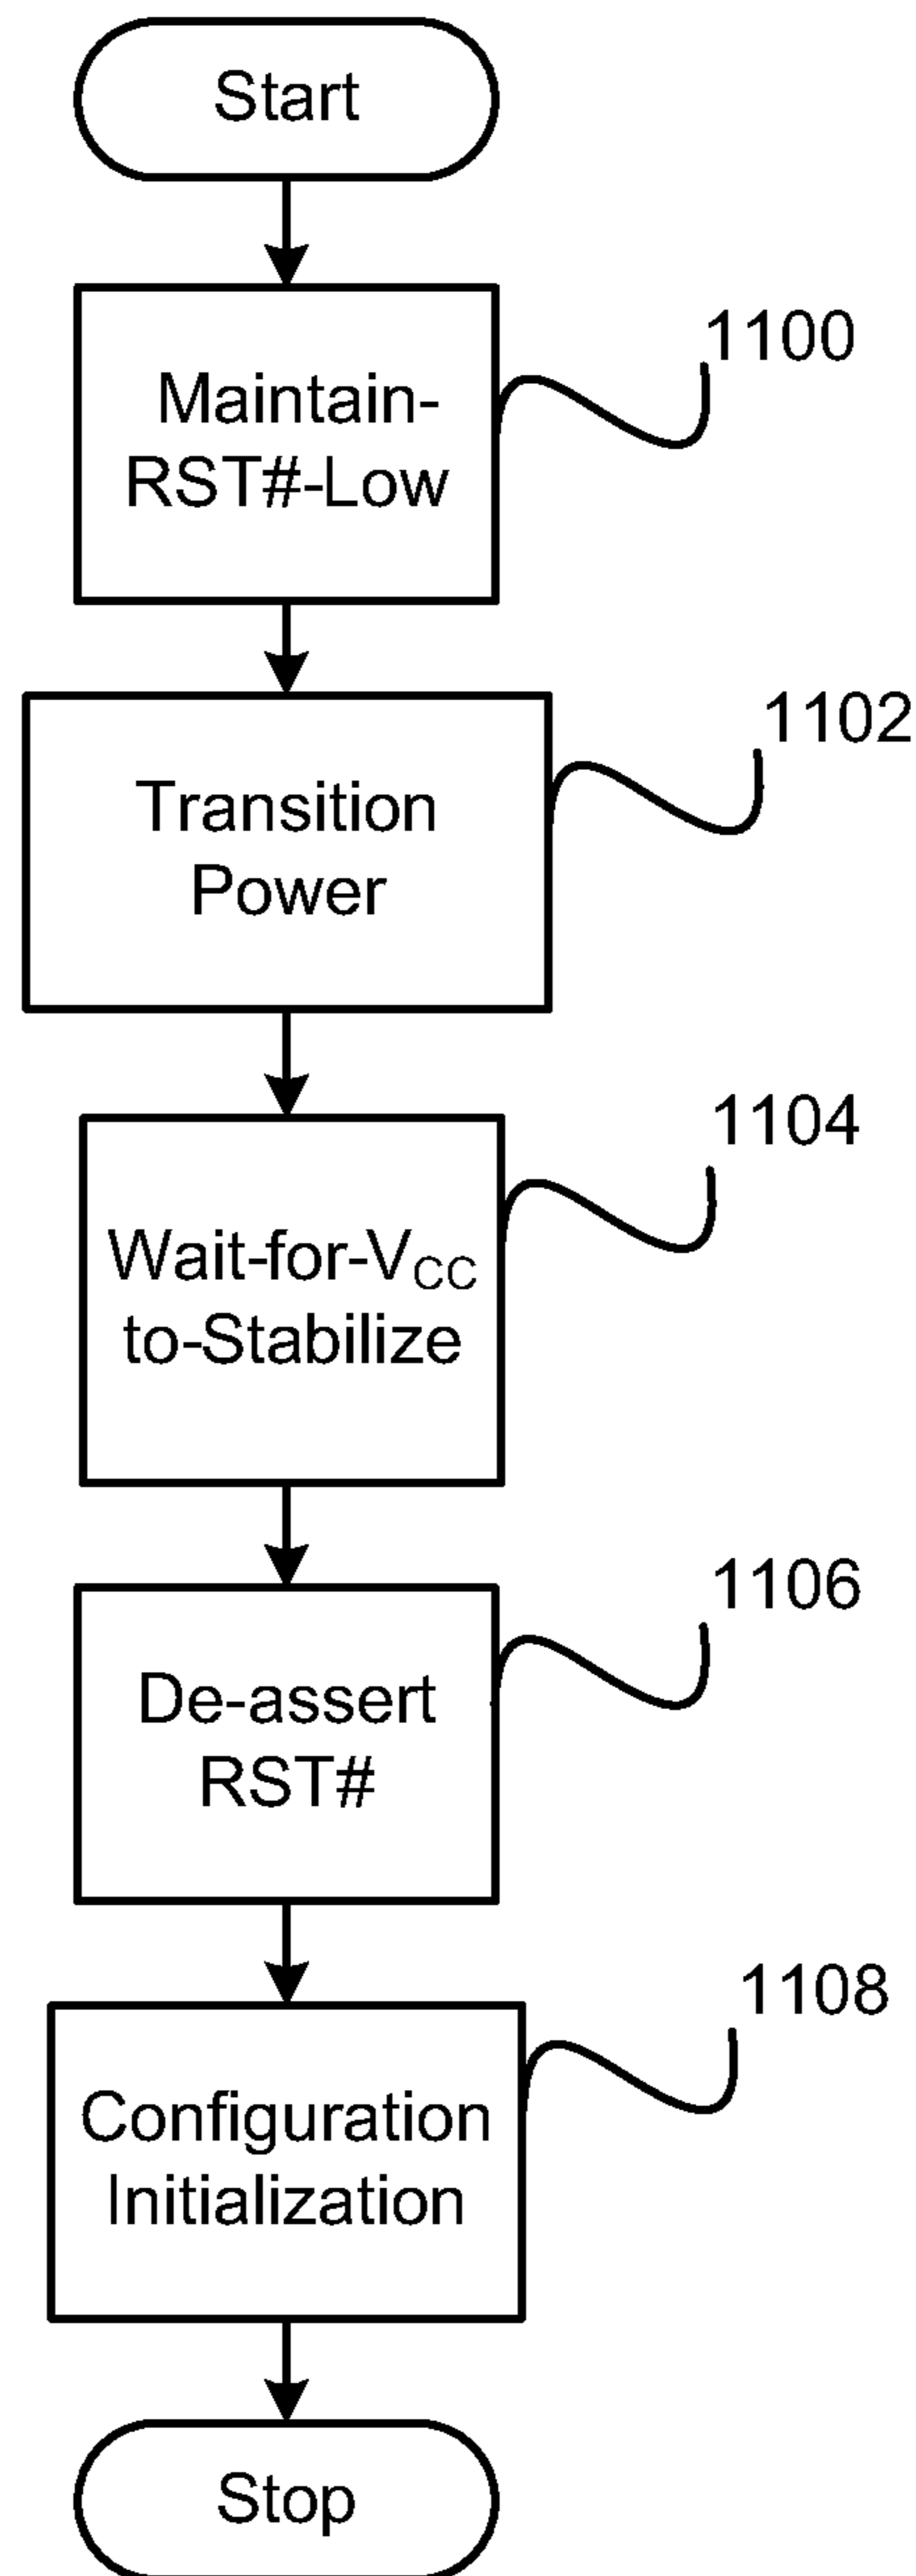 Start
1100
Maintain-
RST#-Low
1102
Transition
Power
1104
Wait-for-V_CC
to-Stabilize
1106
De-assert
RST#
1108
Configuration
Initialization
Stop